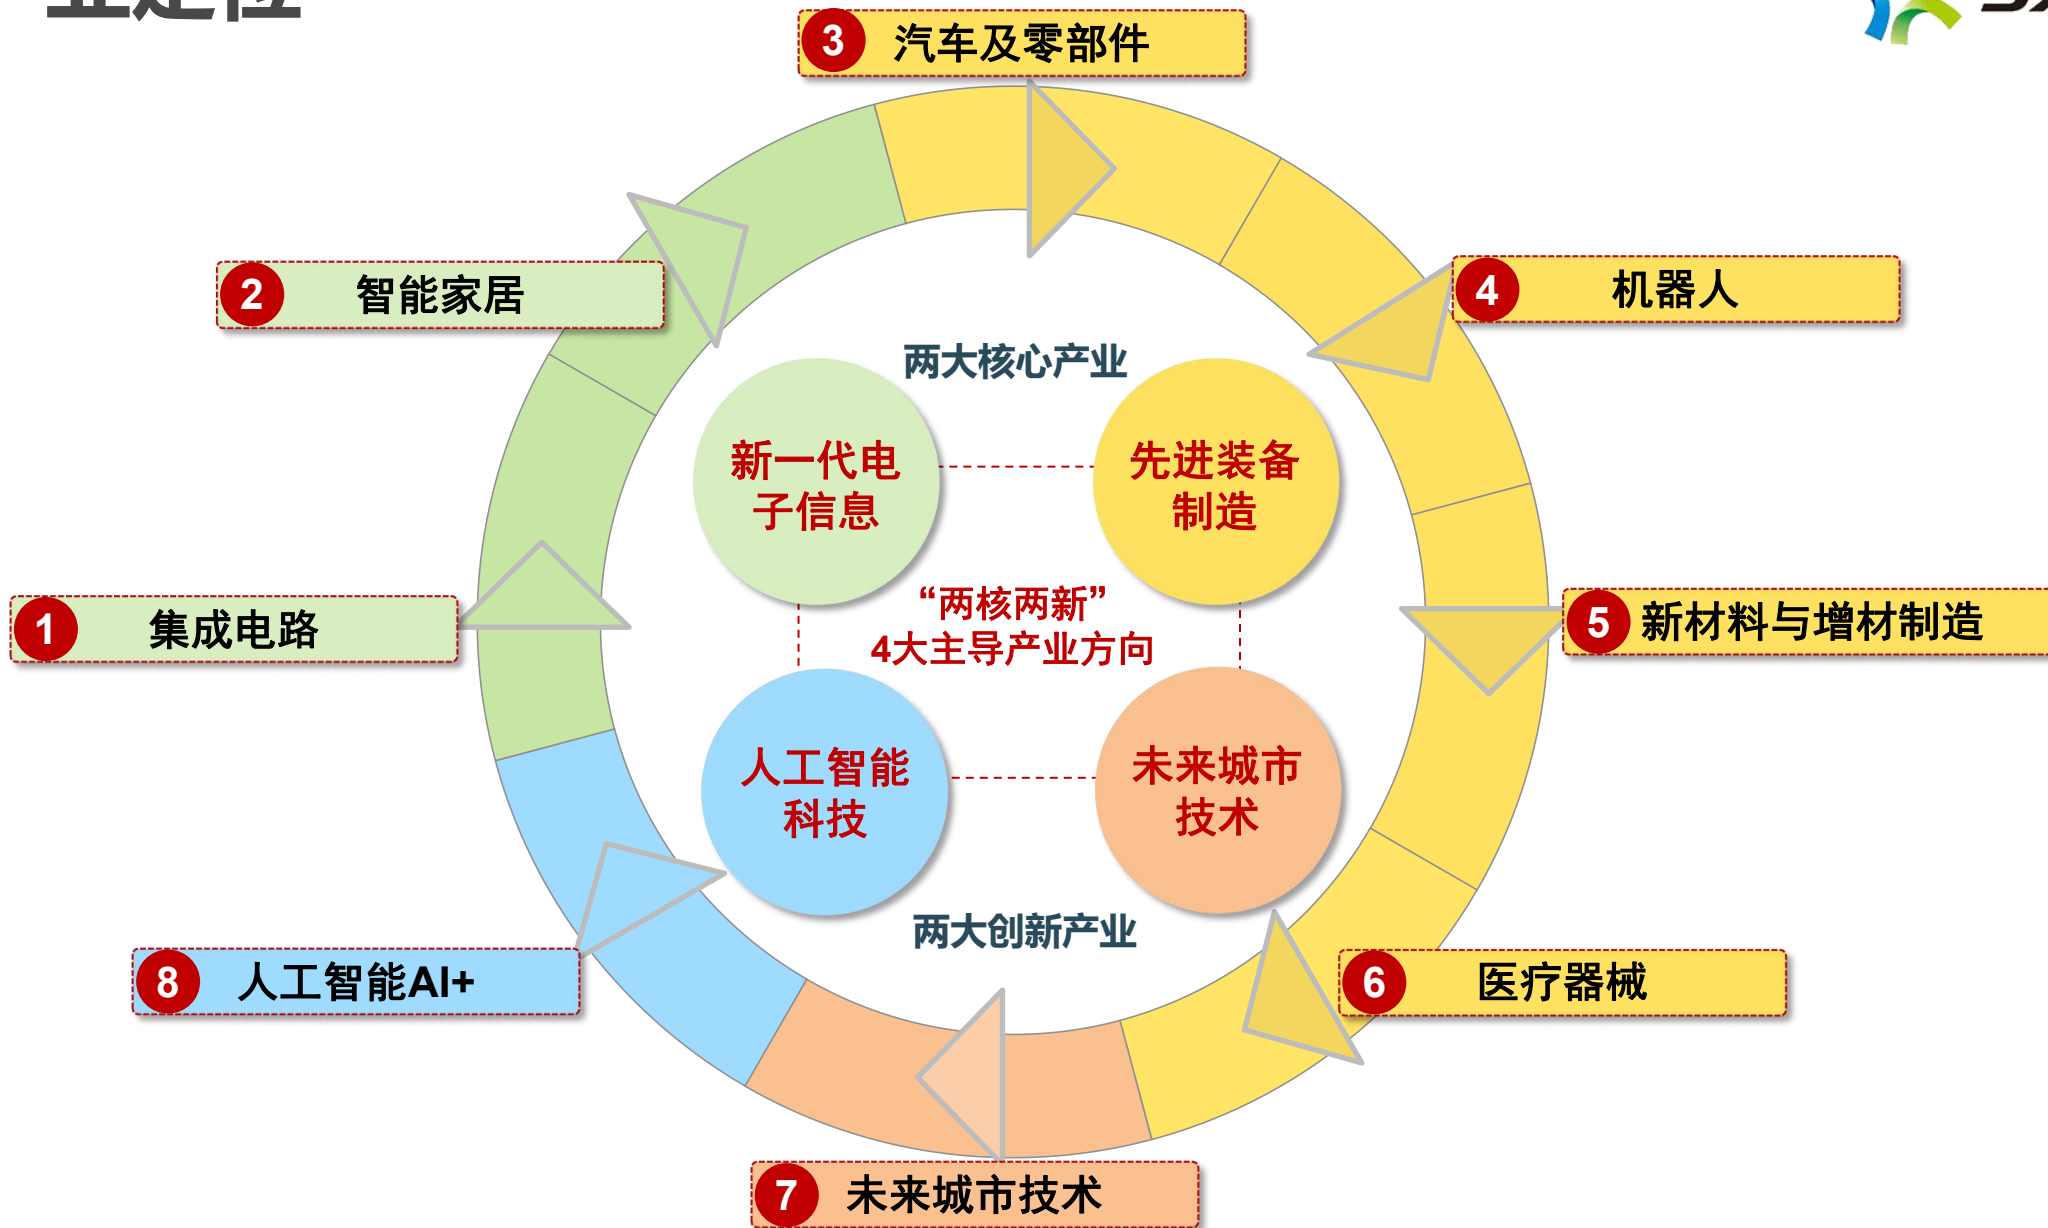 业定位
3 汽车及零部件
2 智能家居
4 机器人
两大核心产业
新一代电
子信息
先进装备
制造
“两核两新”
4大主导产业方向
1 集成电路
5 新材料与增材制造
人工智能
科技
未来城市
技术
两大创新产业
8 人工智能AI+
6 医疗器械
7 未来城市技术